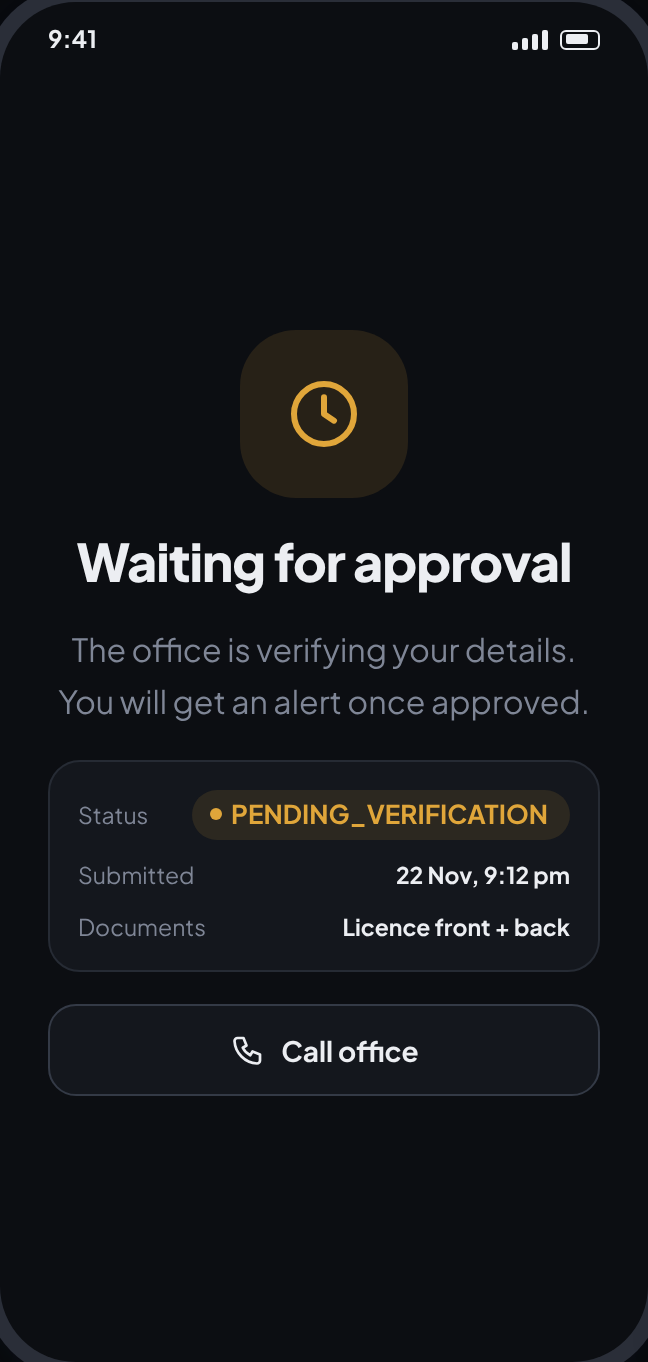 9:41
Waiting for approval
The office is verifying your details.
You will get an alert once approved.
Status PENDING_VERIFICATION
Submitted 22 Nov, 9:12 pm
Documents Licence front + back
Call office